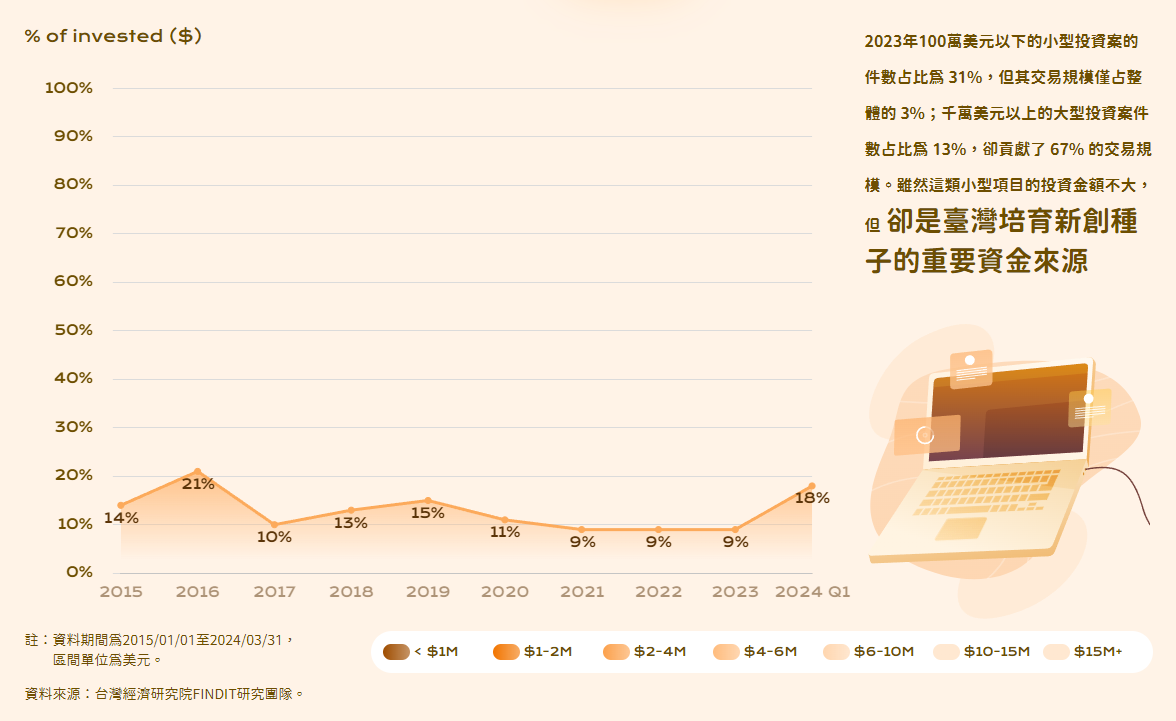 % of invested ($)
100%
90%
80%
70%
60%
50%
40%
30%
20%
10%
0%
14%
21%
10%
13%
15%
11%
9%
9%
9%
18%
2015
2016
2017
2018
2019
2020
2021
2022
2023
2024 Q1
2023年100萬美元以下的小型投資案的
件數占比為 31%，但其交易規模僅占整
體的 3%；千萬美元以上的大型投資案件
數占比為 13%，卻貢獻了 67% 的交易規
模。雖然這類小型項目的投資金額不大，
但 卻是臺灣培育新創種
子的重要資金來源
註：資料期間為2015/01/01至2024/03/31，
區間單位為美元。
資料來源：台灣經濟研究院FINDIT研究團隊。
< $1M
$1-2M
$2-4M
$4-6M
$6-10M
$10-15M
$15M+